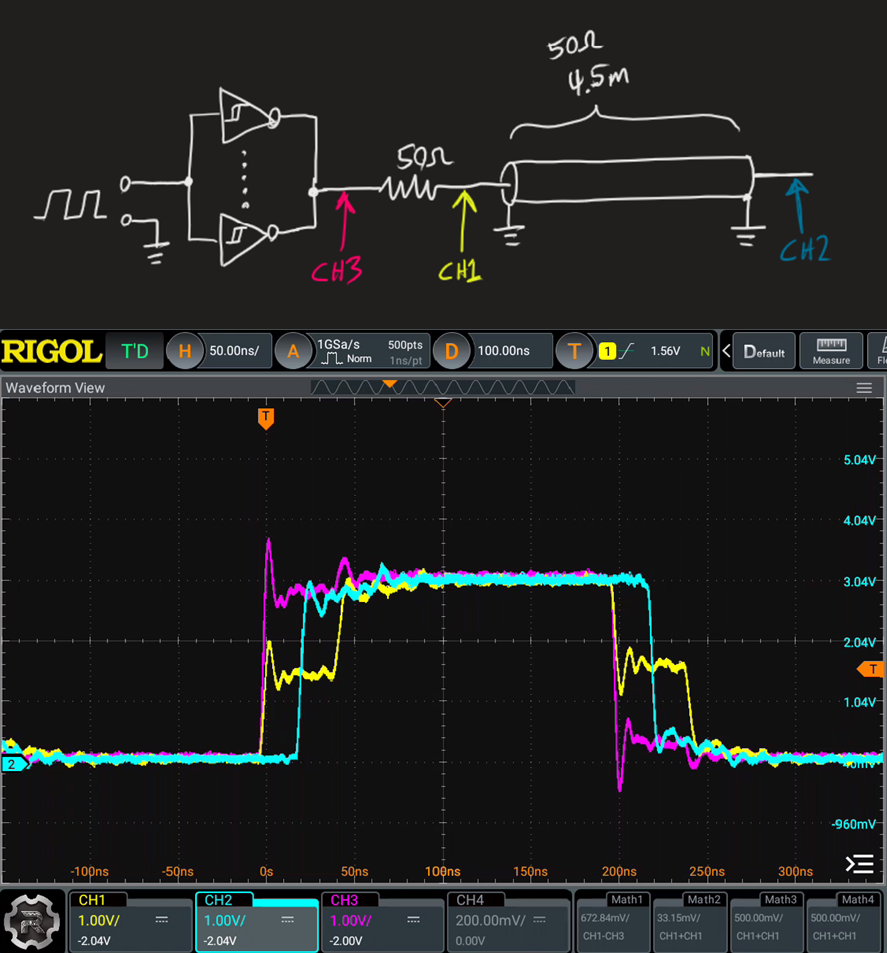 50Ω
4.5m
50Ω
CH3
CH1
CH2
RIGOL T'D H 50.00ns/ A 1GSa/s 500pts Norm 1ns/pt D 100.00ns T 1 1.56V N Default Measure
Waveform View
T
5.04V
4.04V
3.04V
2.04V
T
1.04V
2
-960mV
-100ns -50ns 0s 50ns 100ns 150ns 200ns 250ns 300ns
CH1 CH2 CH3 CH4 Math1 Math2 Math3 Math4
1.00V/ 1.00V/ 1.00V/ 200.00mV/ 672.84mV/ 33.15mV/ 500.00mV/ 500.00mV/
-2.04V -2.04V -2.00V 0.00V CH1-CH3 CH1+CH1 CH1+CH1 CH1+CH1